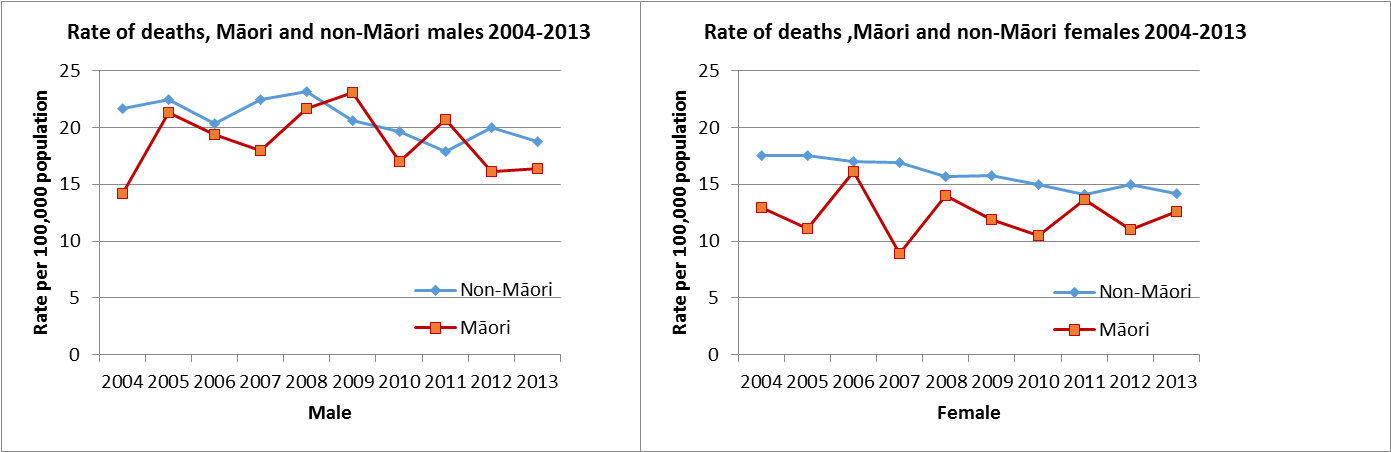 Rate of deaths, Māori and non-Māori males 2004-2013
Rate per 100,000 population
25
20
15
10
5
0
Non-Māori
Māori
2004 2005 2006 2007 2008 2009 2010 2011 2012 2013
Male
Rate of deaths ,Māori and non-Māori females 2004-2013
Rate per 100,000 population
25
20
15
10
5
0
Non-Māori
Māori
2004 2005 2006 2007 2008 2009 2010 2011 2012 2013
Female